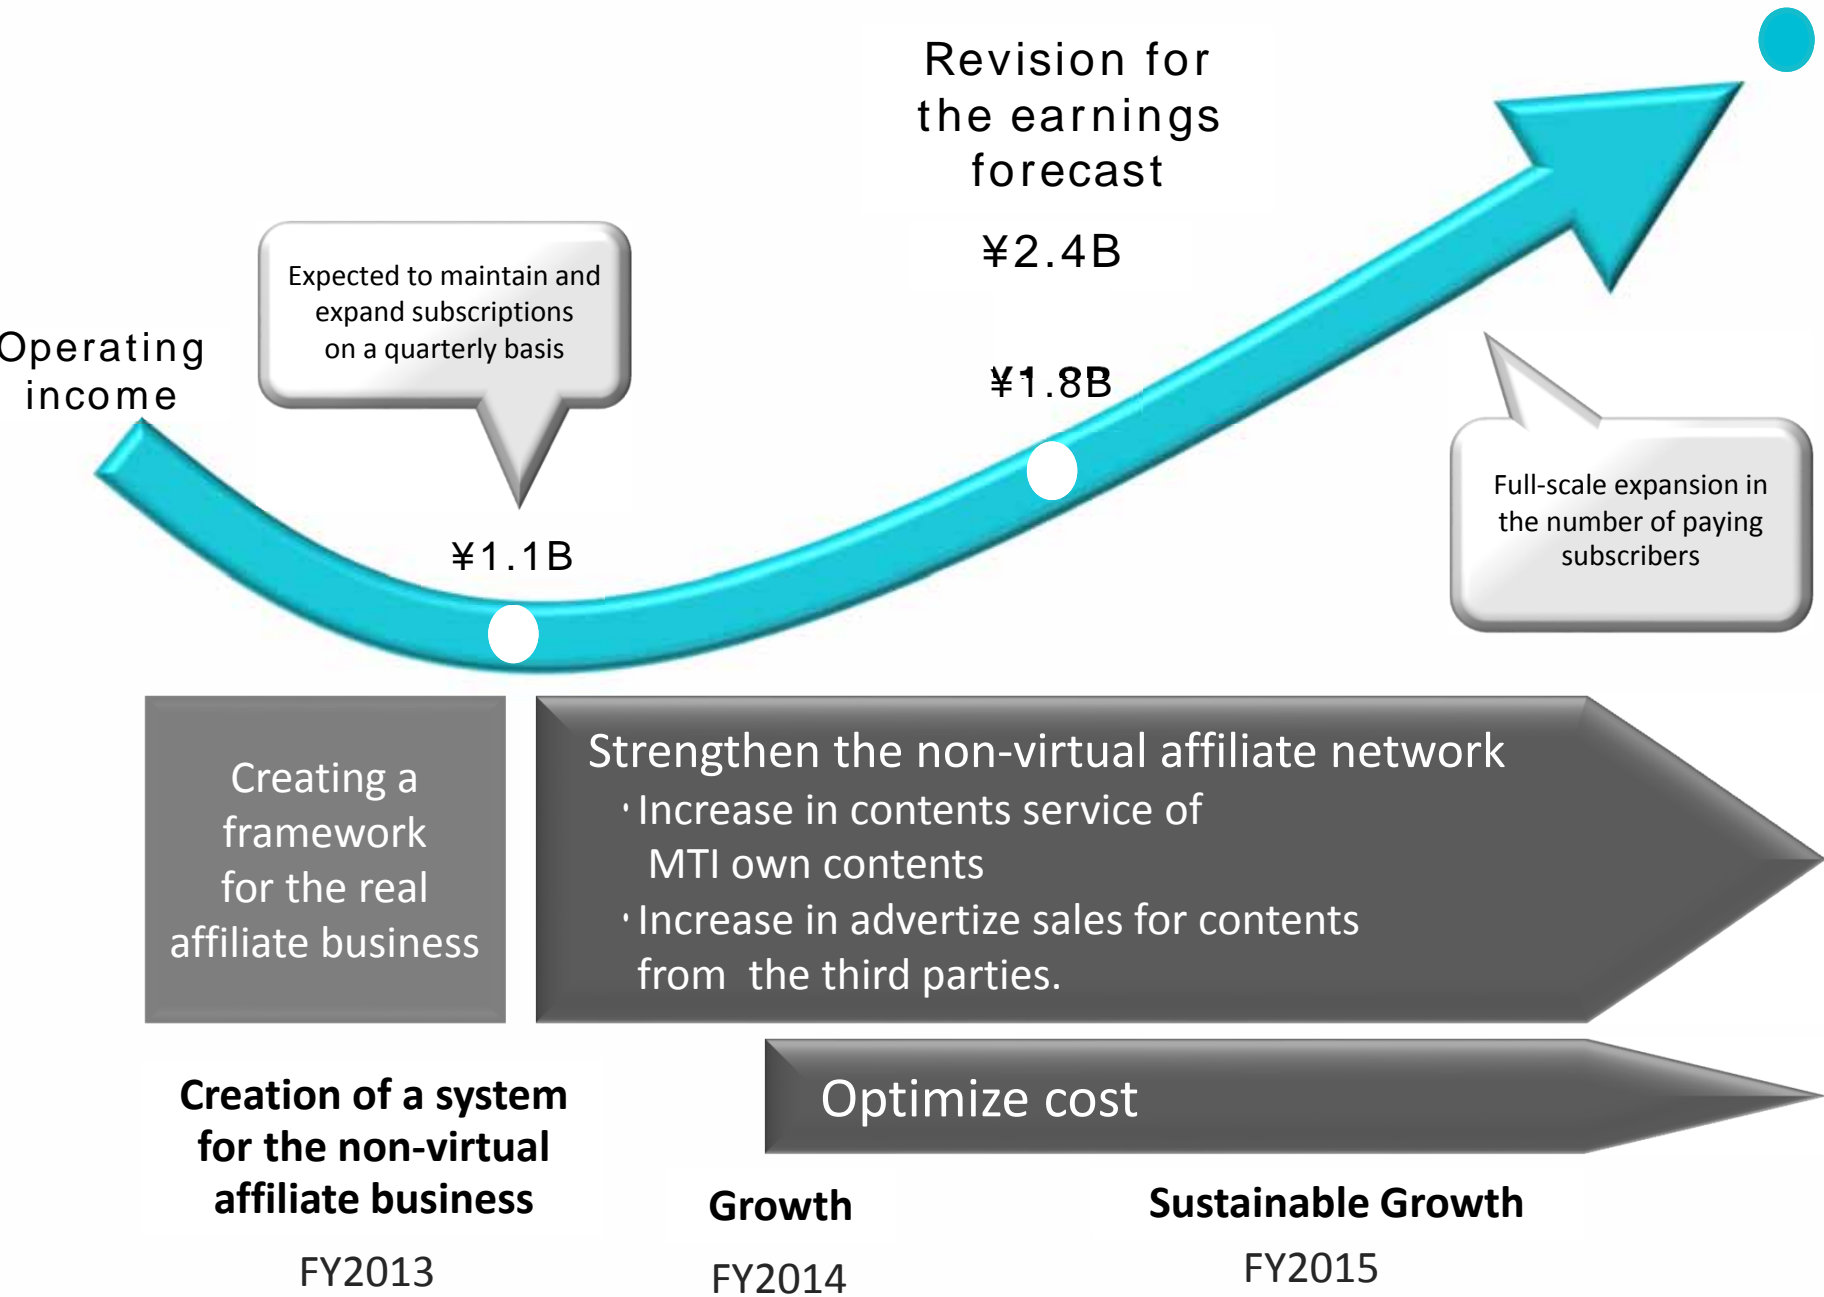 Revision for
the earnings
forecast
¥2.4B
Expected to maintain and
expand subscriptions
on a quarterly basis
Operating
income
¥1.8B
Full-scale expansion in
the number of paying
subscribers
¥1.1B
Creating a
framework
for the real
affiliate business
Strengthen the non-virtual affiliate network
・Increase in contents service of
MTI own contents
・Increase in advertize sales for contents
from the third parties.
Optimize cost
Creation of a system
for the non-virtual
affiliate business
FY2013
Growth
FY2014
Sustainable Growth
FY2015